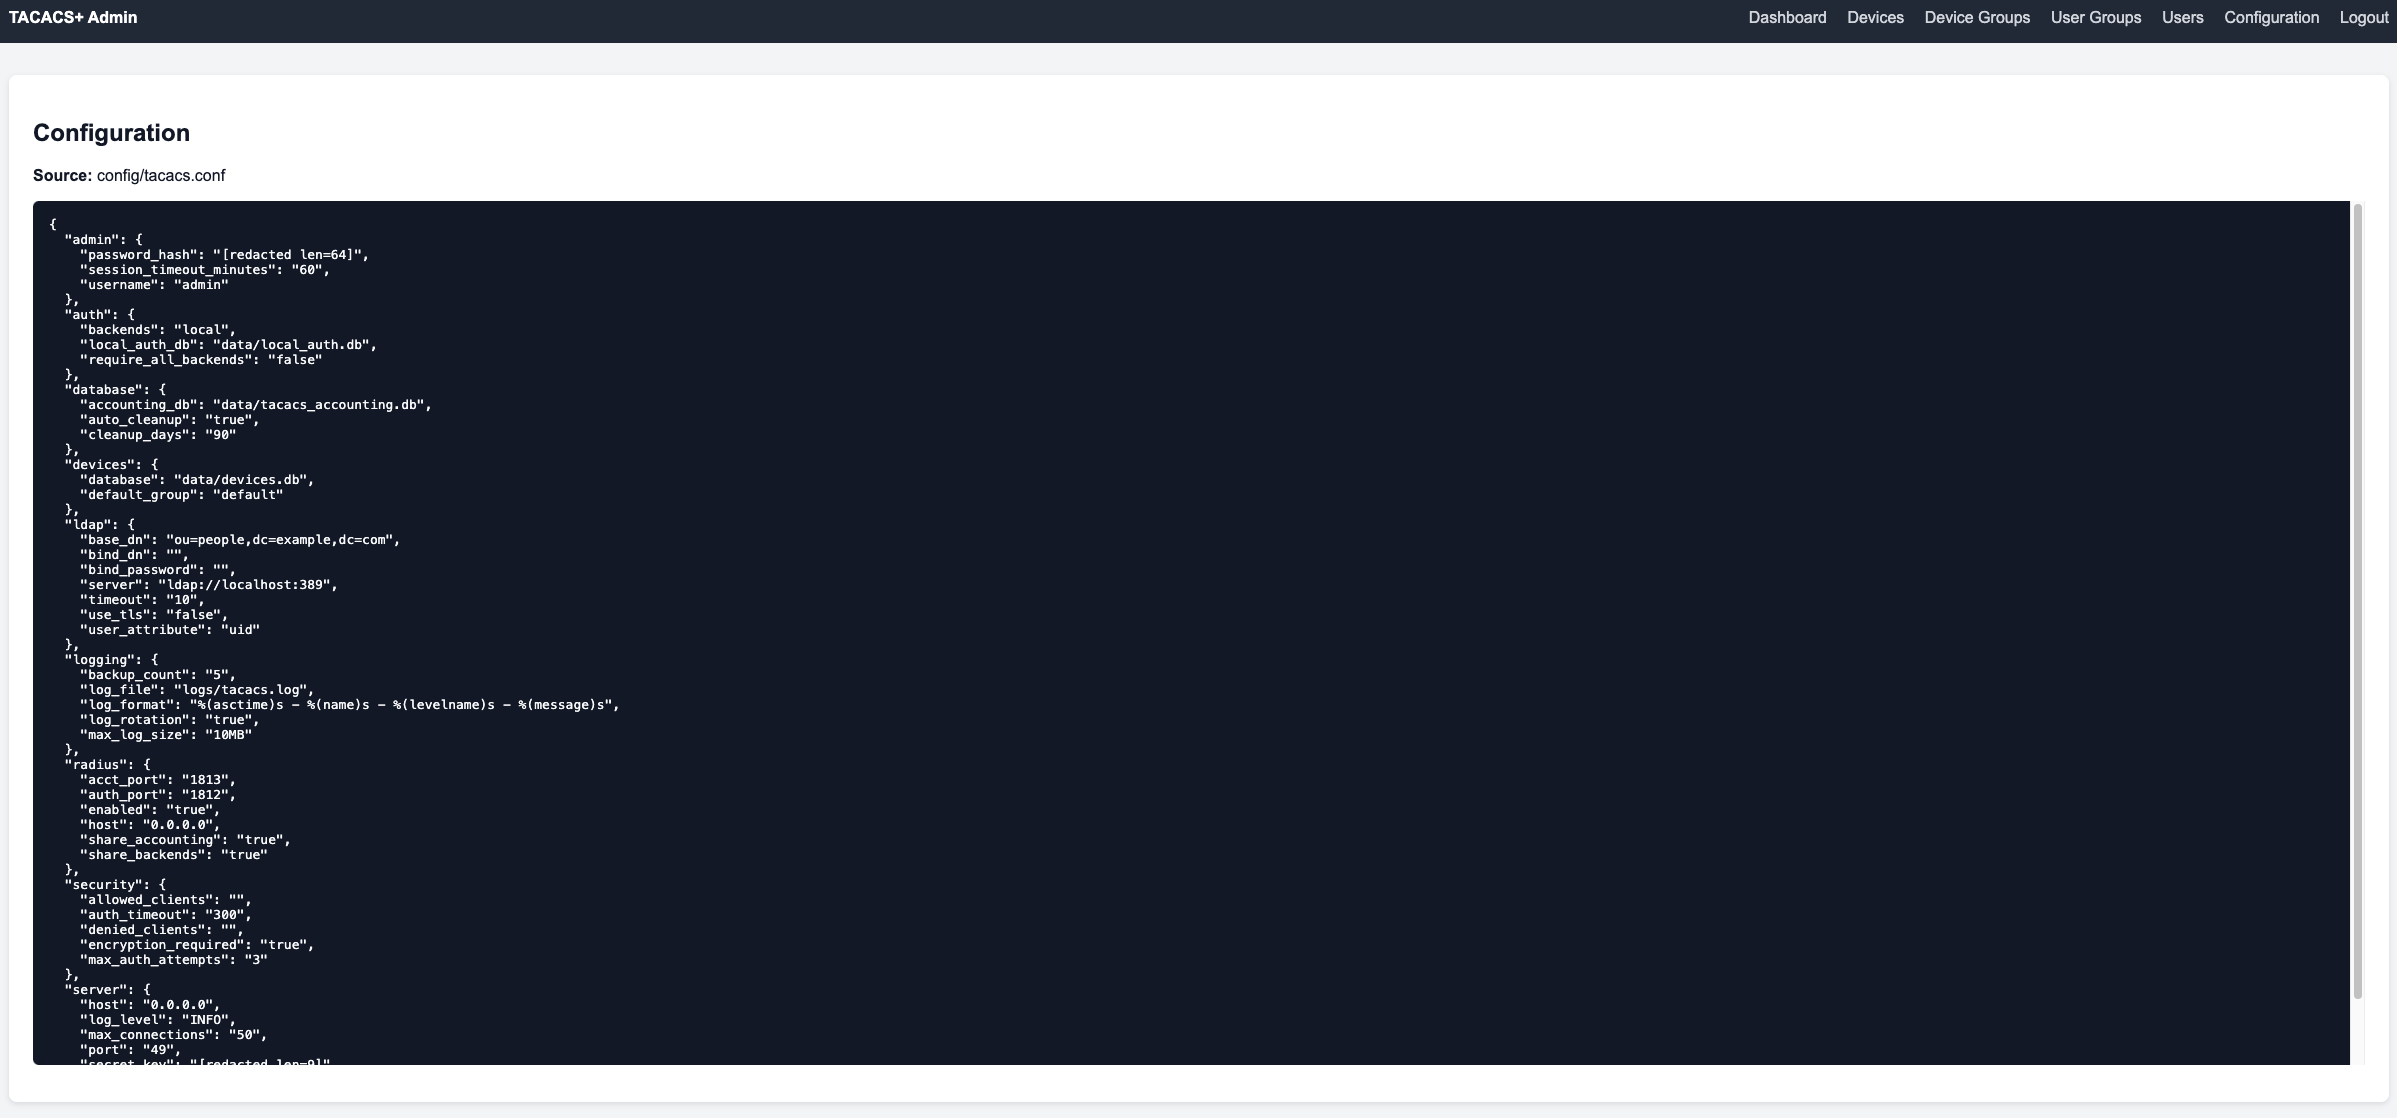 TACACS+ Admin
Dashboard Devices Device Groups User Groups Users Configuration Logout
Configuration
Source: config/tacacs.conf
{
  "admin": {
    "password_hash": "[redacted len=64]",
    "session_timeout_minutes": "60",
    "username": "admin"
  },
  "auth": {
    "backends": "local",
    "local_auth_db": "data/local_auth.db",
    "require_all_backends": "false"
  },
  "database": {
    "accounting_db": "data/tacacs_accounting.db",
    "auto_cleanup": "true",
    "cleanup_days": "90"
  },
  "devices": {
    "database": "data/devices.db",
    "default_group": "default"
  },
  "ldap": {
    "base_dn": "ou=people,dc=example,dc=com",
    "bind_dn": "",
    "bind_password": "",
    "server": "ldap://localhost:389",
    "timeout": "10",
    "use_tls": "false",
    "user_attribute": "uid"
  },
  "logging": {
    "backup_count": "5",
    "log_file": "logs/tacacs.log",
    "log_format": "%(asctime)s - %(name)s - %(levelname)s - %(message)s",
    "log_rotation": "true",
    "max_log_size": "10MB"
  },
  "radius": {
    "acct_port": "1813",
    "auth_port": "1812",
    "enabled": "true",
    "host": "0.0.0.0",
    "share_accounting": "true",
    "share_backends": "true"
  },
  "security": {
    "allowed_clients": "",
    "auth_timeout": "300",
    "denied_clients": "",
    "encryption_required": "true",
    "max_auth_attempts": "3"
  },
  "server": {
    "host": "0.0.0.0",
    "log_level": "INFO",
    "max_connections": "50",
    "port": "49",
    "secret_key": "[redacted len=9]"